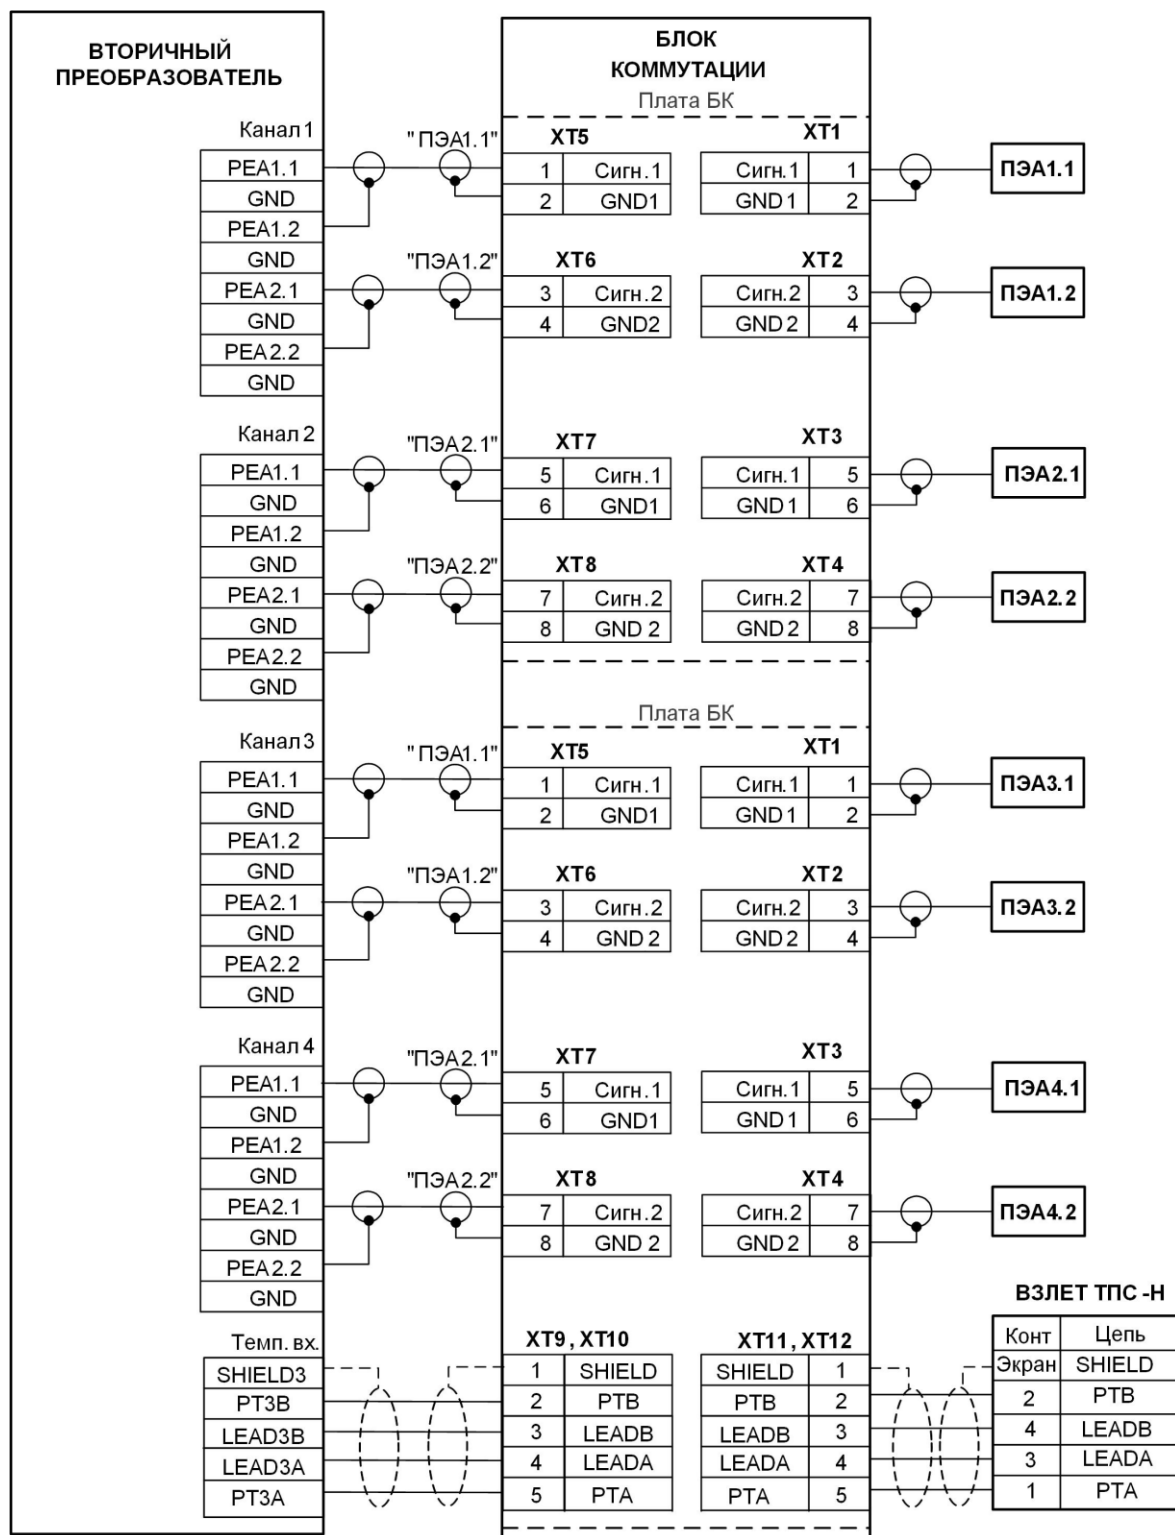 ВТОРИЧНЫЙ
ПРЕОБРАЗОВАТЕЛЬ
БЛОК
КОММУТАЦИИ
Плата БК
Канал 1
PEA1.1
GND
PEA1.2
GND
PEA2.1
GND
PEA2.2
GND
"ПЭА1.1"
XT5
1 Сигн.1
2 GND1
XT1
Сигн.1 1
GND1 2
ПЭА1.1
"ПЭА1.2"
XT6
3 Сигн.2
4 GND2
XT2
Сигн.2 3
GND2 4
ПЭА1.2
Канал 2
PEA1.1
GND
PEA1.2
GND
PEA2.1
GND
PEA2.2
GND
"ПЭА2.1"
XT7
5 Сигн.1
6 GND1
XT3
Сигн.1 5
GND1 6
ПЭА2.1
"ПЭА2.2"
XT8
7 Сигн.2
8 GND 2
XT4
Сигн.2 7
GND2 8
ПЭА2.2
Плата БК
Канал 3
PEA1.1
GND
PEA1.2
GND
PEA2.1
GND
PEA2.2
GND
"ПЭА1.1"
XT5
1 Сигн.1
2 GND1
XT1
Сигн.1 1
GND1 2
ПЭА3.1
"ПЭА1.2"
XT6
3 Сигн.2
4 GND 2
XT2
Сигн.2 3
GND2 4
ПЭА3.2
Канал 4
PEA1.1
GND
PEA1.2
GND
PEA2.1
GND
PEA2.2
GND
"ПЭА2.1"
XT7
5 Сигн.1
6 GND1
XT3
Сигн.1 5
GND1 6
ПЭА4.1
"ПЭА2.2"
XT8
7 Сигн.2
8 GND 2
XT4
Сигн.2 7
GND2 8
ПЭА4.2
Темп. вх.
SHIELD3
PT3B
LEAD3B
LEAD3A
PT3A
XT9, XT10
1 SHIELD
2 PTB
3 LEADB
4 LEADA
5 PTA
XT11, XT12
SHIELD 1
PTB 2
LEADB 3
LEADA 4
PTA 5
ВЗЛЕТ ТПС -Н
Конт Цепь
Экран SHIELD
2 PTB
4 LEADB
3 LEADA
1 PTA